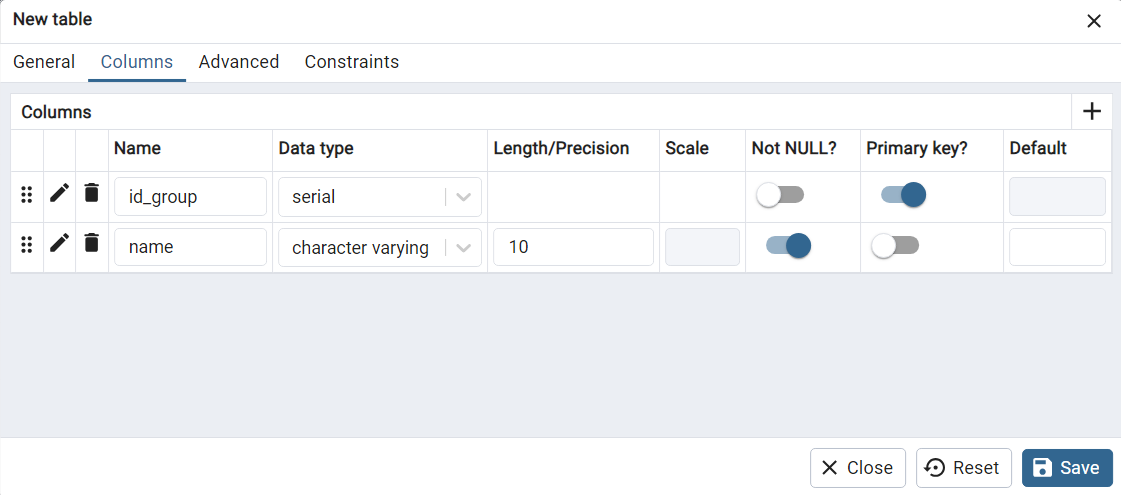 New table
General Columns Advanced Constraints
Columns
Name Data type Length/Precision Scale Not NULL? Primary key? Default
id_group serial
name character varying 10
Close Reset Save